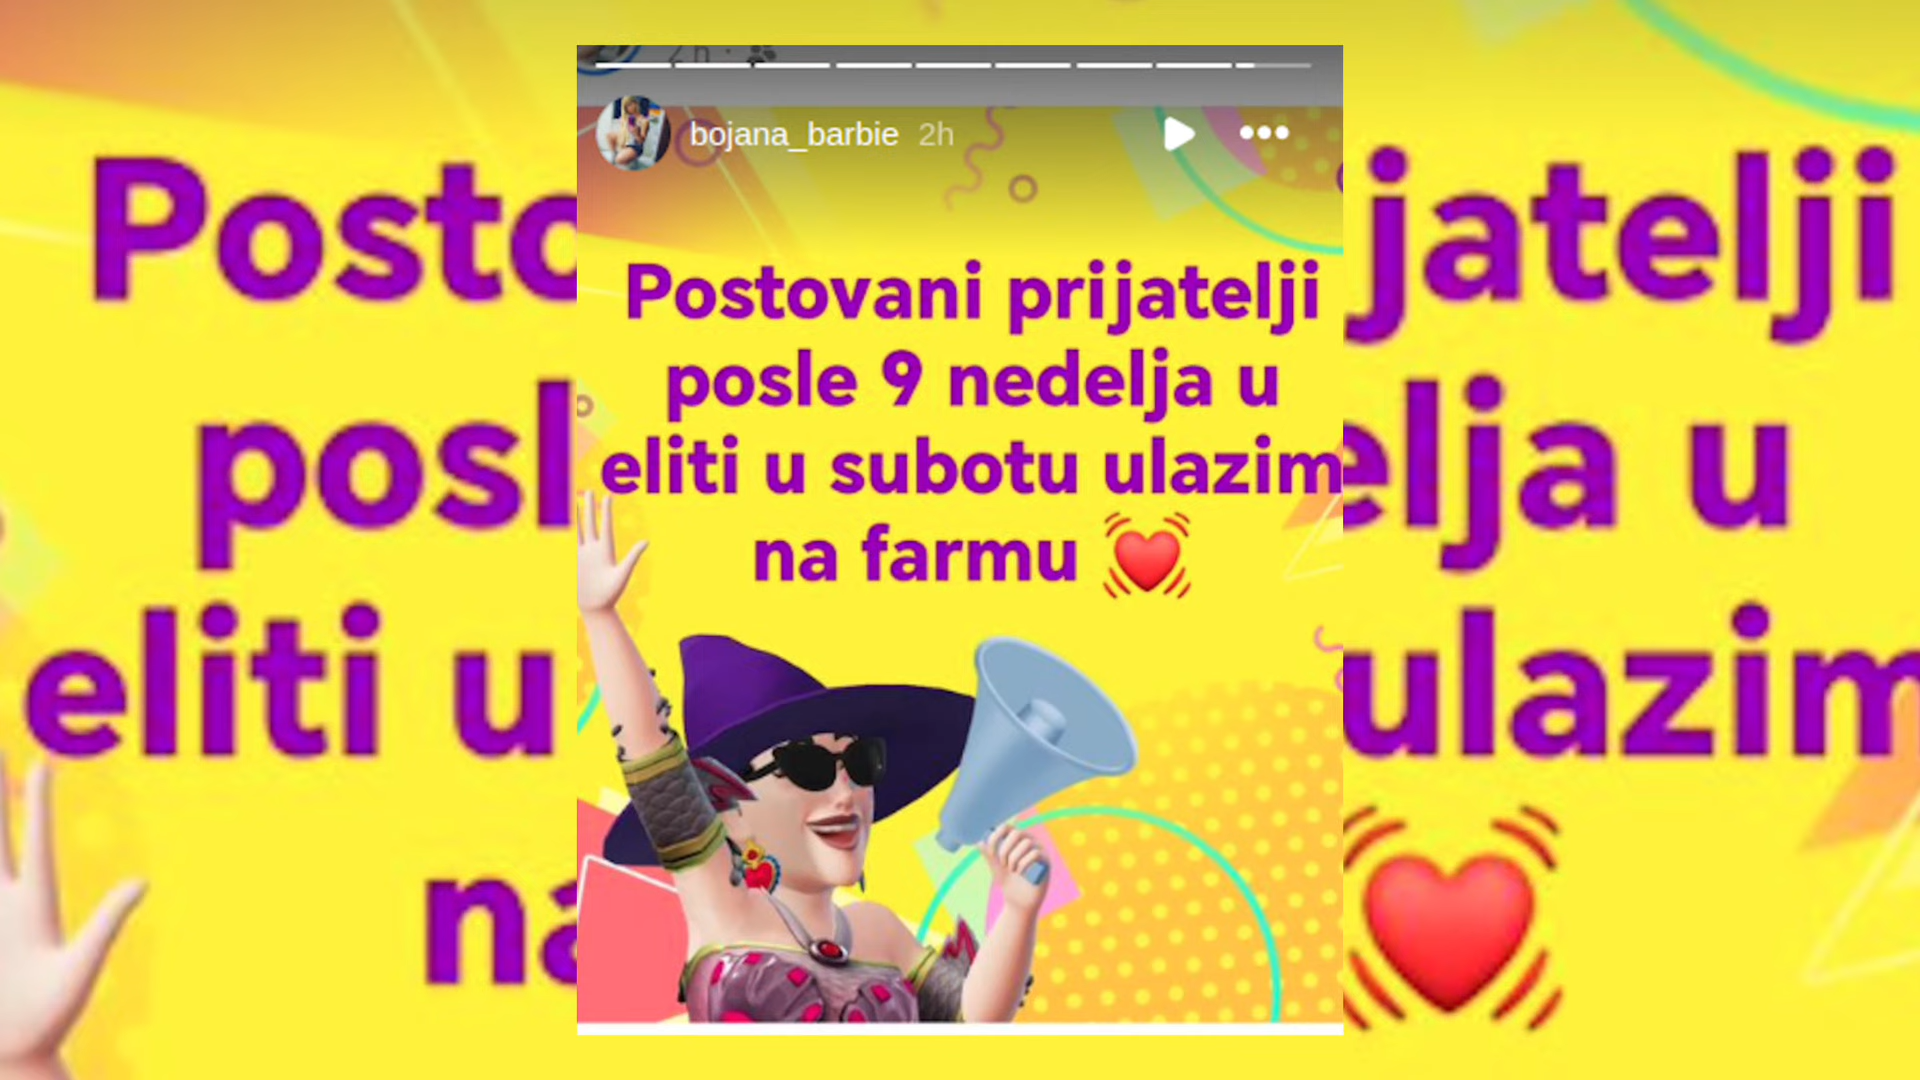 bojana_barbie 2h
Postovani prijatelji
posle 9 nedelja u
eliti u subotu ulazim
na farmu